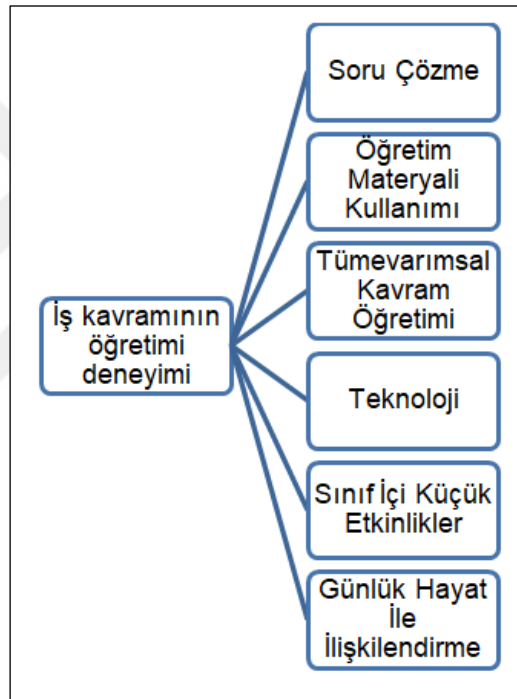 Soru Çözme
Öğretim
Materyali
Kullanımı
Tümevarımsal
Kavram
Öğretimi
İş kavramının
öğretimi
deneyimi
Teknoloji
Sınıf İçi Küçük
Etkinlikler
Günlük Hayat
İle
İlişkilendirme